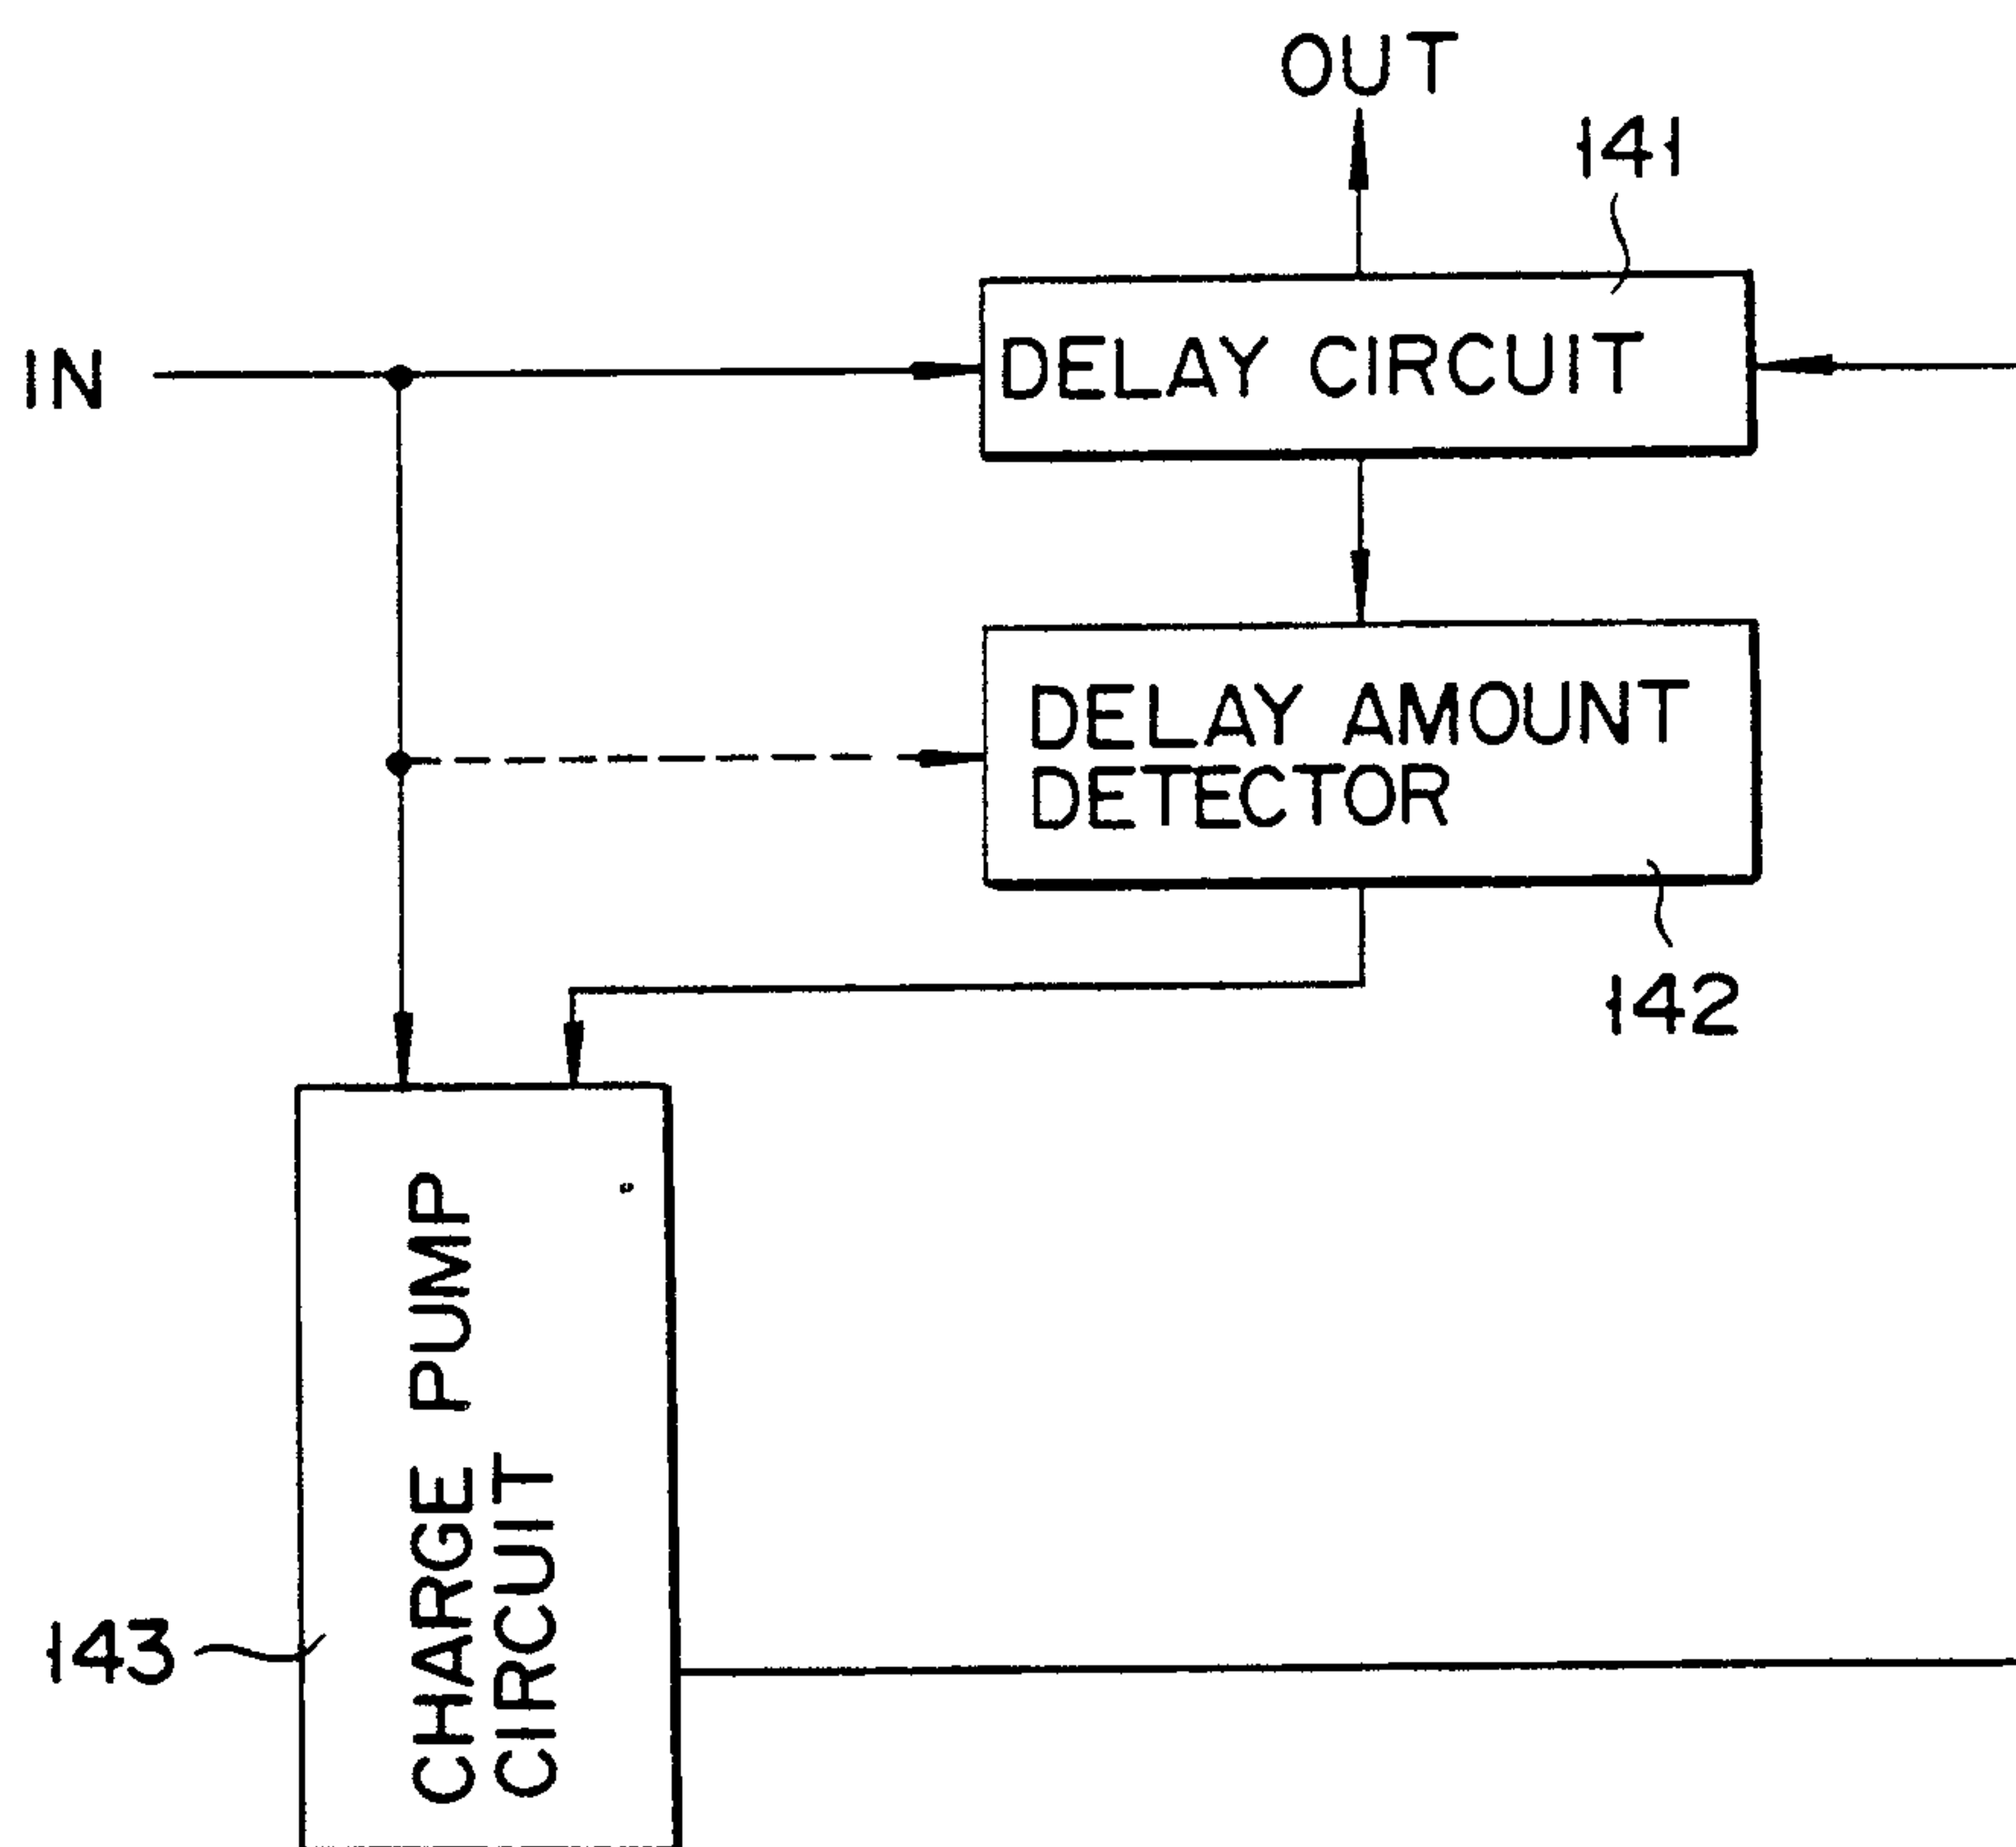 OUT
141
IN
DELAY CIRCUIT
DELAY AMOUNT
DETECTOR
142
CHARGE PUMP
CIRCUIT
143